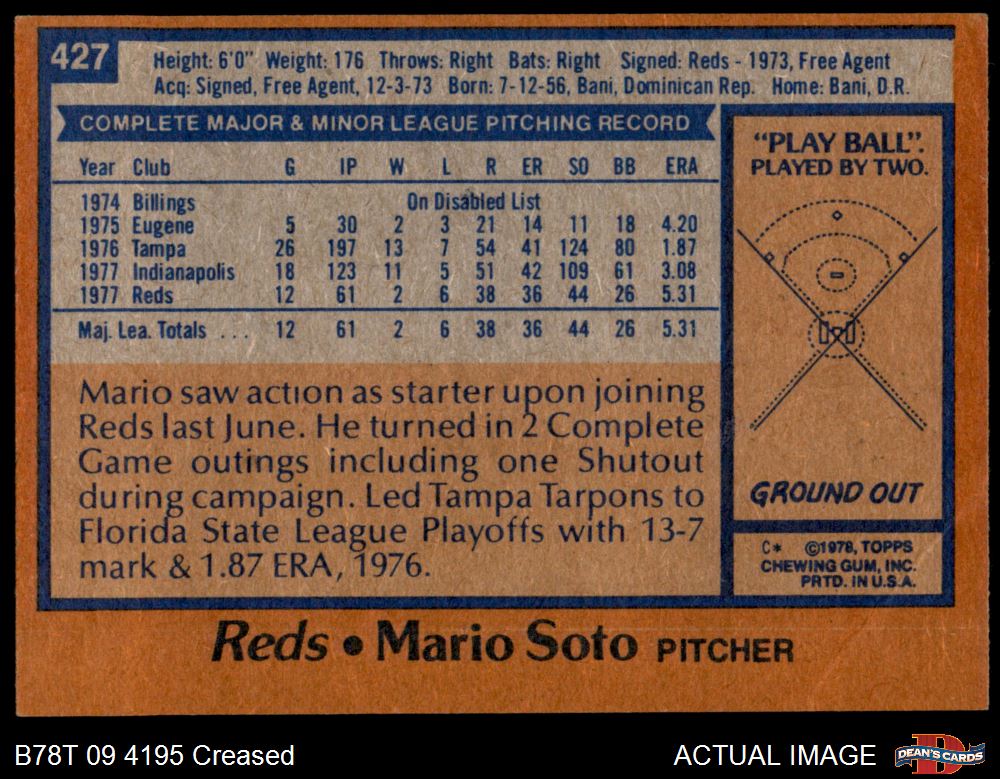 427
Height: 6'0" Weight: 176 Throws: Right Bats: Right Signed: Reds - 1973, Free Agent
Acq: Signed, Free Agent, 12-3-73 Born: 7-12-56, Bani, Dominican Rep. Home: Bani, D.R.
COMPLETE MAJOR & MINOR LEAGUE PITCHING RECORD
Year Club G IP W L R ER SO BB ERA
1974 Billings On Disabled List
1975 Eugene 5 30 2 3 21 14 11 18 4.20
1976 Tampa 26 197 13 7 54 41 124 80 1.87
1977 Indianapolis 18 123 11 5 51 42 109 61 3.08
1977 Reds 12 61 2 6 38 36 44 26 5.31
Maj. Lea. Totals . . . 12 61 2 6 38 36 44 26 5.31
Mario saw action as starter upon joining
Reds last June. He turned in 2 Complete
Game outings including one Shutout
during campaign. Led Tampa Tarpons to
Florida State League Playoffs with 13-7
mark & 1.87 ERA, 1976.
"PLAY BALL".
PLAYED BY TWO.
GROUND OUT
C* ©1978, TOPPS
CHEWING GUM, INC.
PRTD. IN U.S.A.
Reds • Mario Soto PITCHER
B78T 09 4195 Creased
ACTUAL IMAGE
DEAN'S CARDS